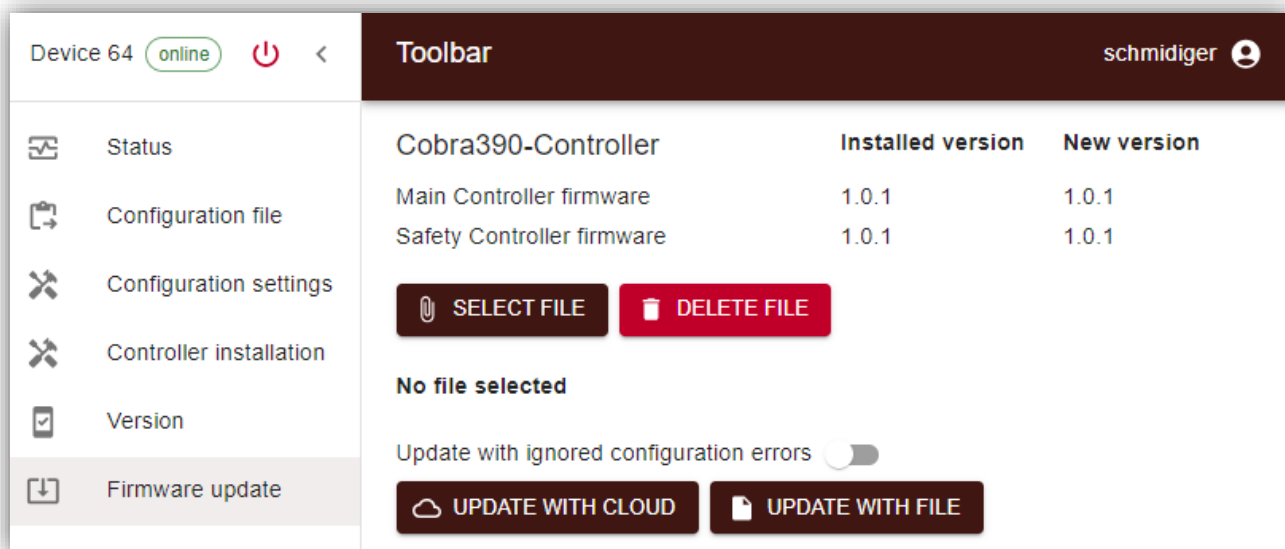 Device 64 online
Toolbar
schmidiger
Status
Configuration file
Configuration settings
Controller installation
Version
Firmware update
Cobra390-Controller Installed version New version
Main Controller firmware 1.0.1 1.0.1
Safety Controller firmware 1.0.1 1.0.1
SELECT FILE DELETE FILE
No file selected
Update with ignored configuration errors
UPDATE WITH CLOUD UPDATE WITH FILE